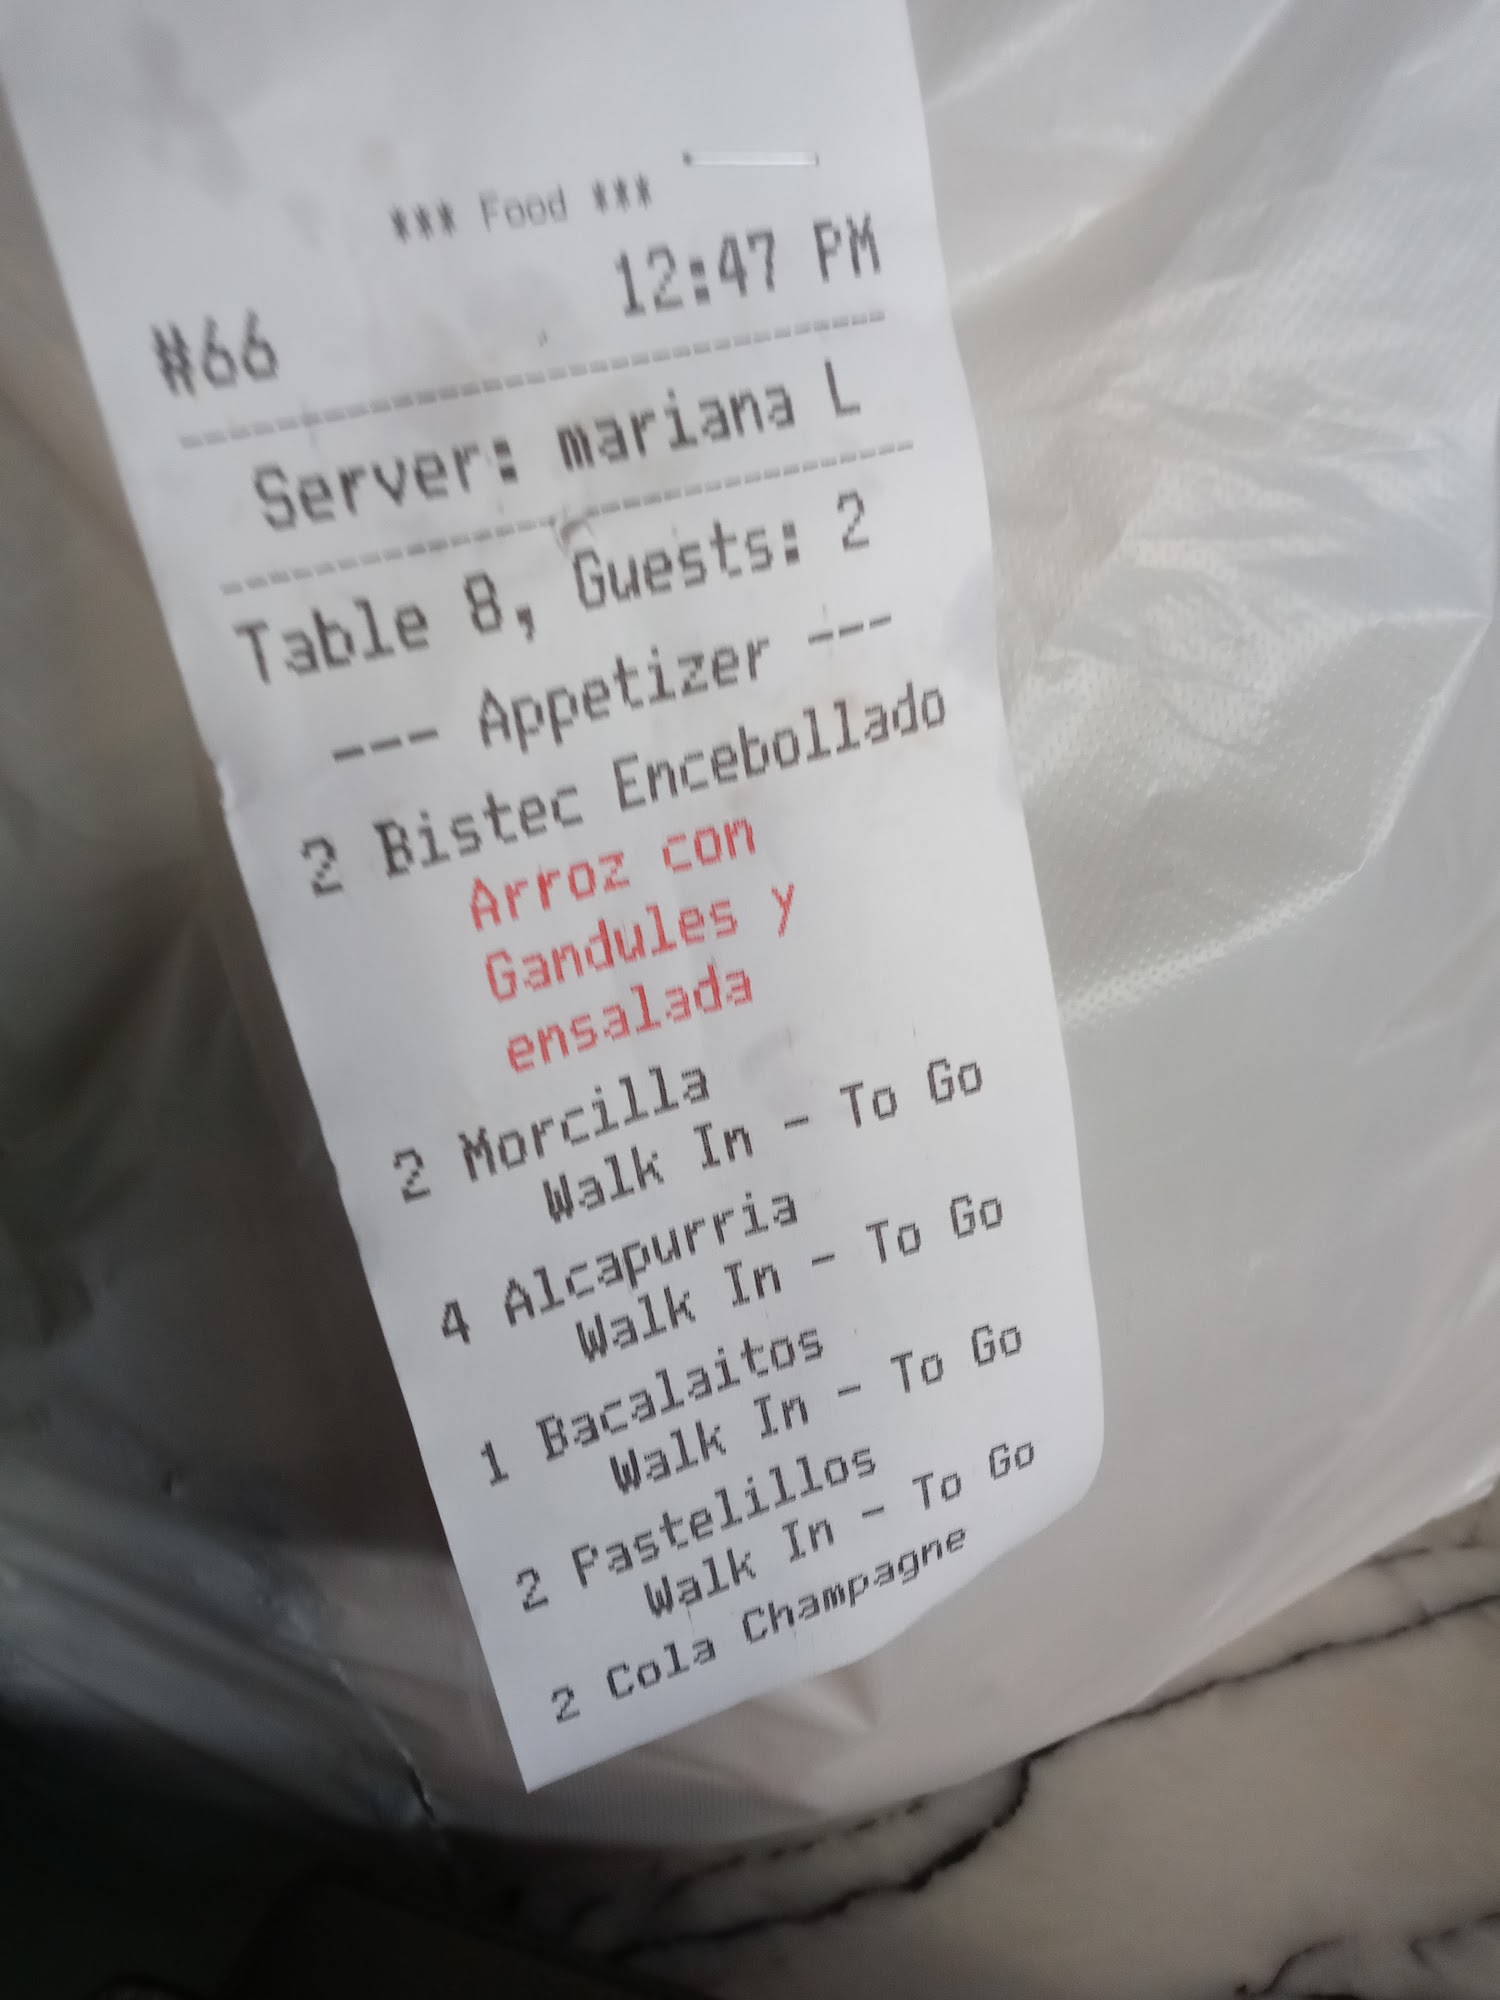 *** Food ***
#66 12:47 PM
Server: mariana L
Table 8, Guests: 2
--- Appetizer ---
2 Bistec Encebollado
Arroz con
Gandules y
ensalada
2 Morcilla
Walk In - To Go
4 Alcapurria
Walk In - To Go
1 Bacalaitos
Walk In - To Go
2 Pastelillos
Walk In - To Go
2 Cola Champagne